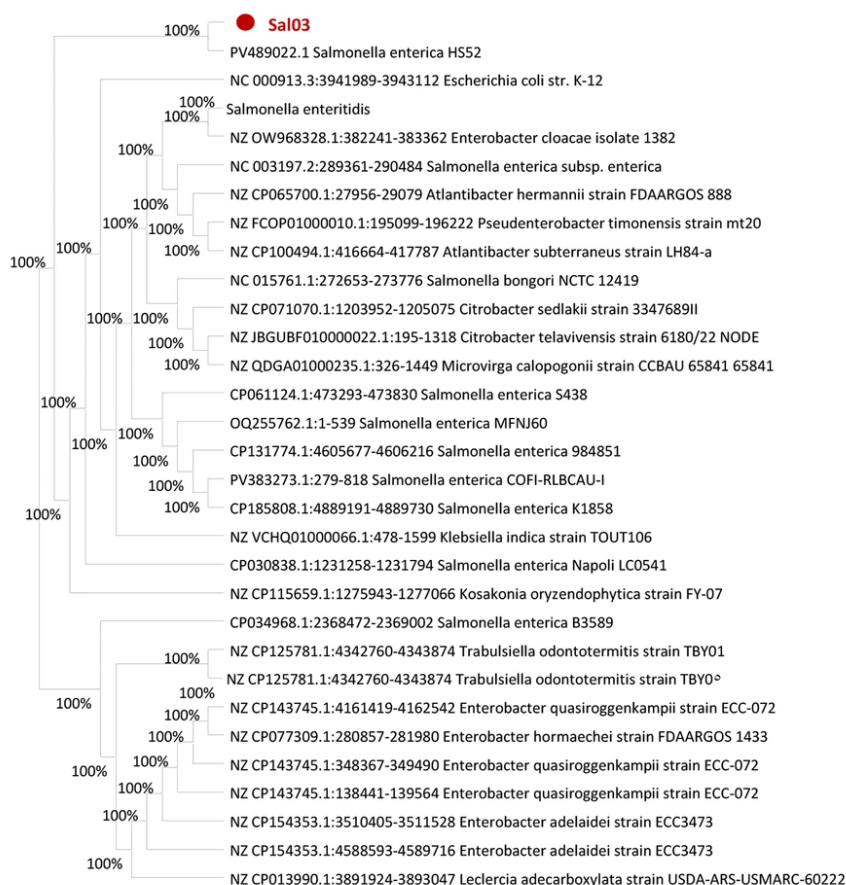 100%
Sal03
PV489022.1 Salmonella enterica HS52
NC 000913.3:3941989-3943112 Escherichia coli str. K-12
100%
Salmonella enteritidis
100%
NZ OW968328.1:382241-383362 Enterobacter cloacae isolate 1382
100%
NC 003197.2:289361-290484 Salmonella enterica subsp. enterica
NZ CP065700.1:27956-29079 Atlantibacter hermannii strain FDAARGOS 888
100%
100%
100%
NZ FCOP01000010.1:195099-196222 Pseudenterobacter timonensis strain mt20
100%
100%
NZ CP100494.1:416664-417787 Atlantibacter subterraneus strain LH84-a
100%
NC 015761.1:272653-273776 Salmonella bongori NCTC 12419
NZ CP071070.1:1203952-1205075 Citrobacter sedlakii strain 3347689II
100%
100%
100%
NZ JBGUBF010000022.1:195-1318 Citrobacter telavivensis strain 6180/22 NODE
100%
NZ QDGA01000235.1:326-1449 Microvirga calopogonii strain CCBAU 65841 65841
CP061124.1:473293-473830 Salmonella enterica S438
100%
OQ255762.1:1-539 Salmonella enterica MFNJ60
100%
CP131774.1:4605677-4606216 Salmonella enterica 984851
100%
PV383273.1:279-818 Salmonella enterica COFI-RLBCAU-I
100%
100%
CP185808.1:4889191-4889730 Salmonella enterica K1858
100%
NZ VCHQ01000066.1:478-1599 Klebsiella indica strain TOUT106
CP030838.1:1231258-1231794 Salmonella enterica Napoli LC0541
NZ CP115659.1:1275943-1277066 Kosakonia oryzendophytica strain FY-07
CP034968.1:2368472-2369002 Salmonella enterica B3589
NZ CP125781.1:4342760-4343874 Trabulsiella odontotermitis strain TBY01
100%
NZ CP125781.1:4342760-4343874 Trabulsiella odontotermitis strain
100%
100%
NZ CP143745.1:4161419-4162542 Enterobacter quasiroggenkampii strain ECC-072
100%
NZ CP077309.1:280857-281980 Enterobacter hormaechei strain FDAARGOS 1433
100%
NZ CP143745.1:348367-349490 Enterobacter quasiroggenkampii strain ECC-072
100%
100%
NZ CP143745.1:138441-139564 Enterobacter quasiroggenkampii strain ECC-072
100%
NZ CP154353.1:3510405-3511528 Enterobacter adelaidei strain ECC3473
NZ CP154353.1:4588593-4589716 Enterobacter adelaidei strain ECC3473
100%
NZ CP013990.1:3891924-3893047 Leclercia adecarboxylata strain USDA-ARS-USMARC-60222